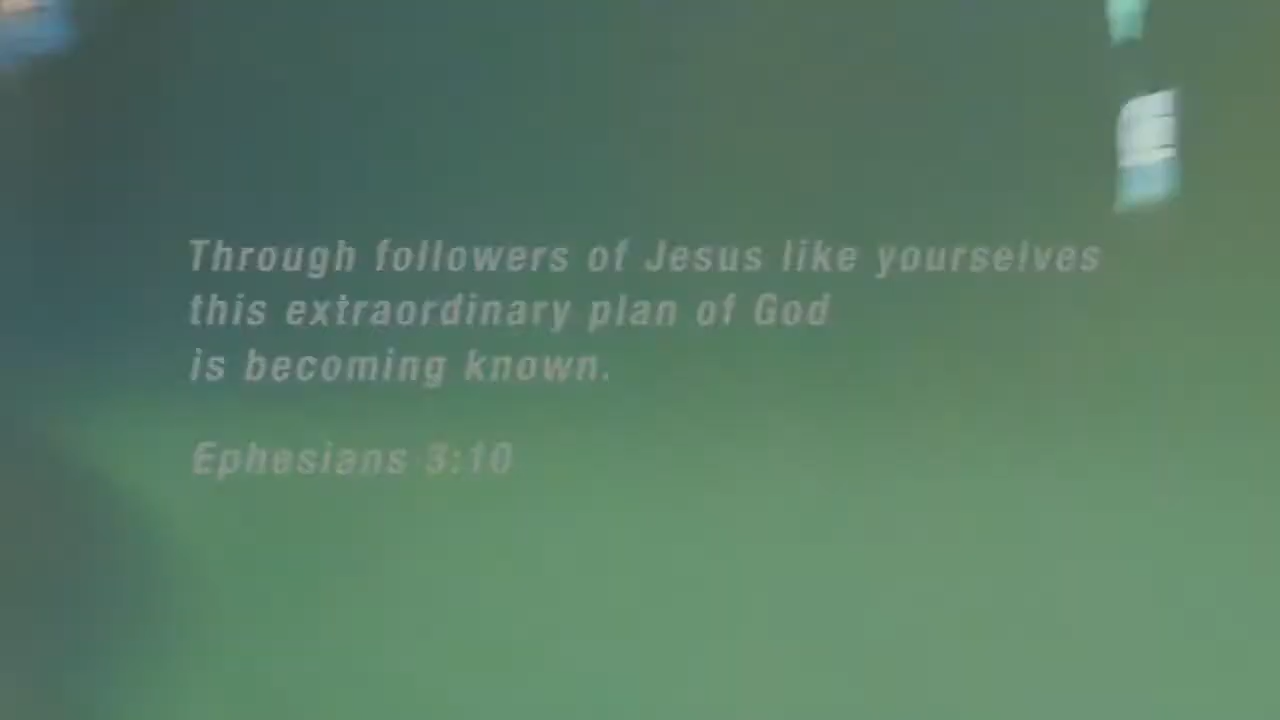 Through followers of Jesus like yourselves
this extraordinary plan of God
is becoming known.
Ephesians 3:10